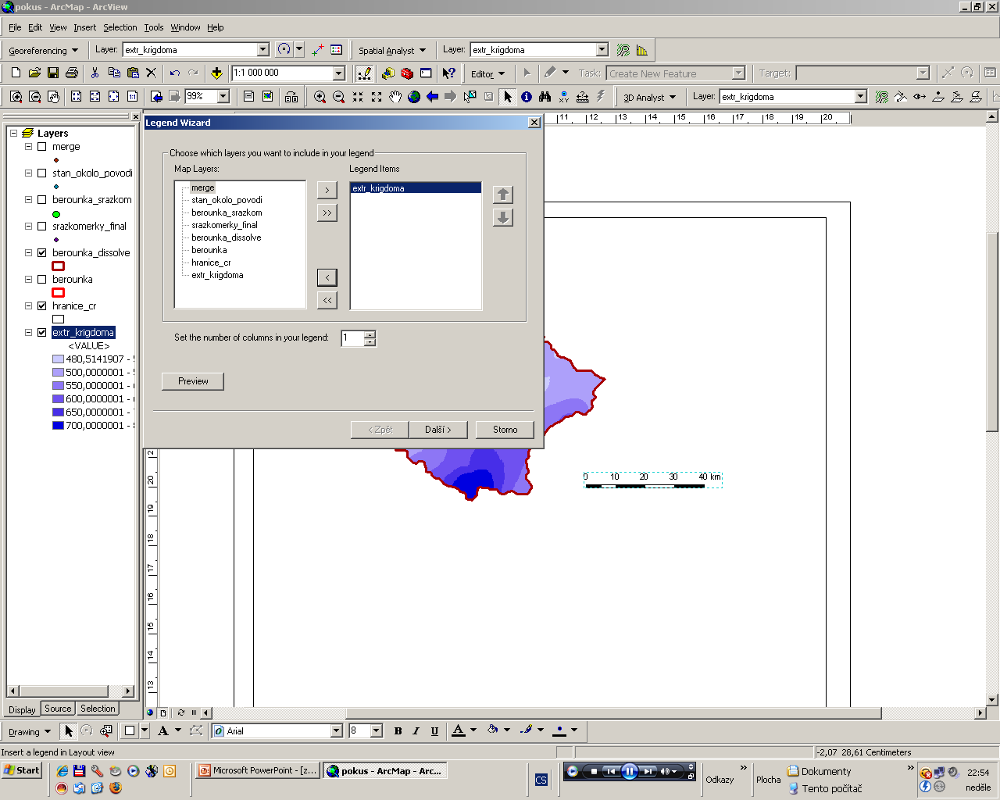 pokus - ArcMap - ArcView
File Edit View Insert Selection Tools Window Help
Georeferencing Layer: extr_krigdoma Spatial Analyst Layer: extr_krigdoma
1:1 000 000 Editor Task: Create New Feature Target:
99% 3D Analyst Layer: extr_krigdoma
Layers
merge
stan_okolo_povodi
berounka_srazkom
srazkomerky_final
berounka_dissolve
berounka
hranice_cr
extr_krigdoma
<VALUE>
480,5141907 -
500,0000001 -
550,0000001 -
600,0000001 -
650,0000001 -
700,0000001 -
Display Source Selection
Legend Wizard
Choose which layers you want to include in your legend
Map Layers:
merge
stan_okolo_povodi
berounka_srazkom
srazkomerky_final
berounka_dissolve
berounka
hranice_cr
extr_krigdoma
>
>>
<
<<
Legend Items
extr_krigdoma
Set the number of columns in your legend: 1
Preview
< Zpět Další > Storno
11 12 13 14 15 16 17 18 19 20
20
19
18
17
16
15
14
13
0 10 20 30 40 km
Drawing A Arial 8 B I U A
Insert a legend in Layout view
-2,07 28,61 Centimeters
Start
Microsoft PowerPoint - [z...
pokus - ArcMap - Arc...
CS
Odkazy
Plocha
Dokumenty
Tento počítač
22:54
neděle